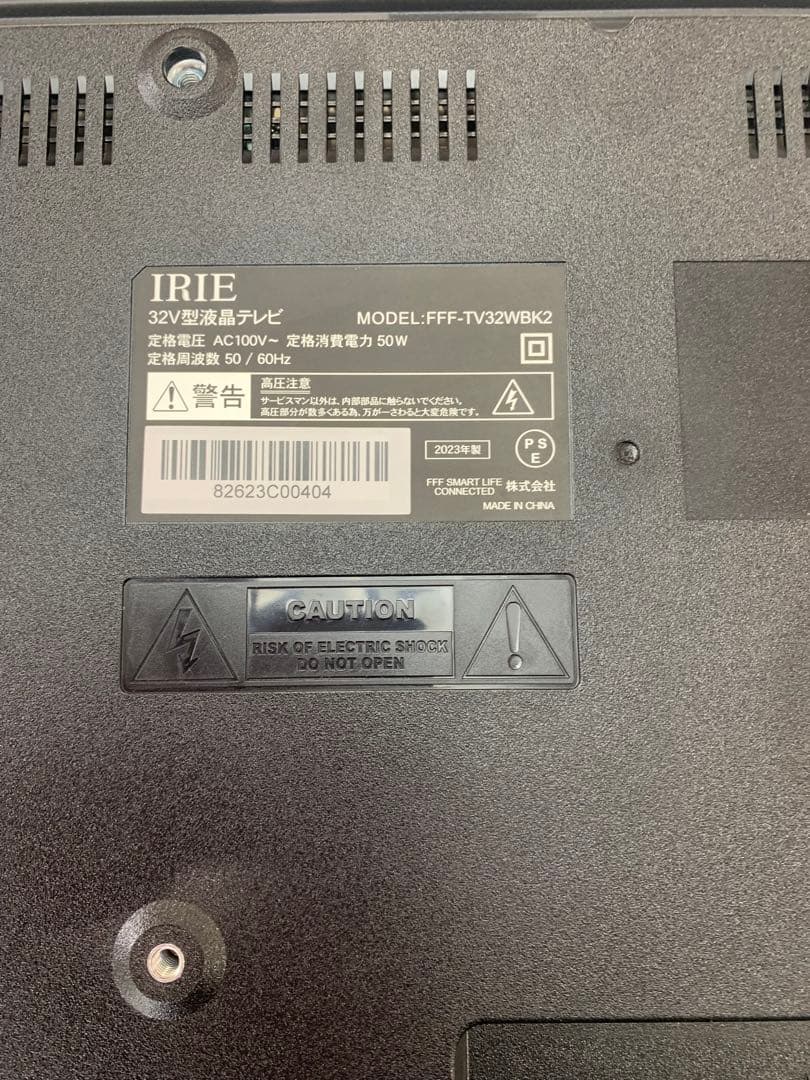 IRIE
32V型液晶テレビ MODEL:FFF-TV32WBK2
定格電圧 AC100V～ 定格消費電力 50W
定格周波数 50 / 60Hz
警告
高圧注意
サービスマン以外は、内部部品に触らないでください。
高圧部分が数多くある為、万が一さわると大変危険です。
82623C00404
2023年製
PS
E
FFF SMART LIFE
CONNECTED 株式会社
MADE IN CHINA
CAUTION
RISK OF ELECTRIC SHOCK
DO NOT OPEN